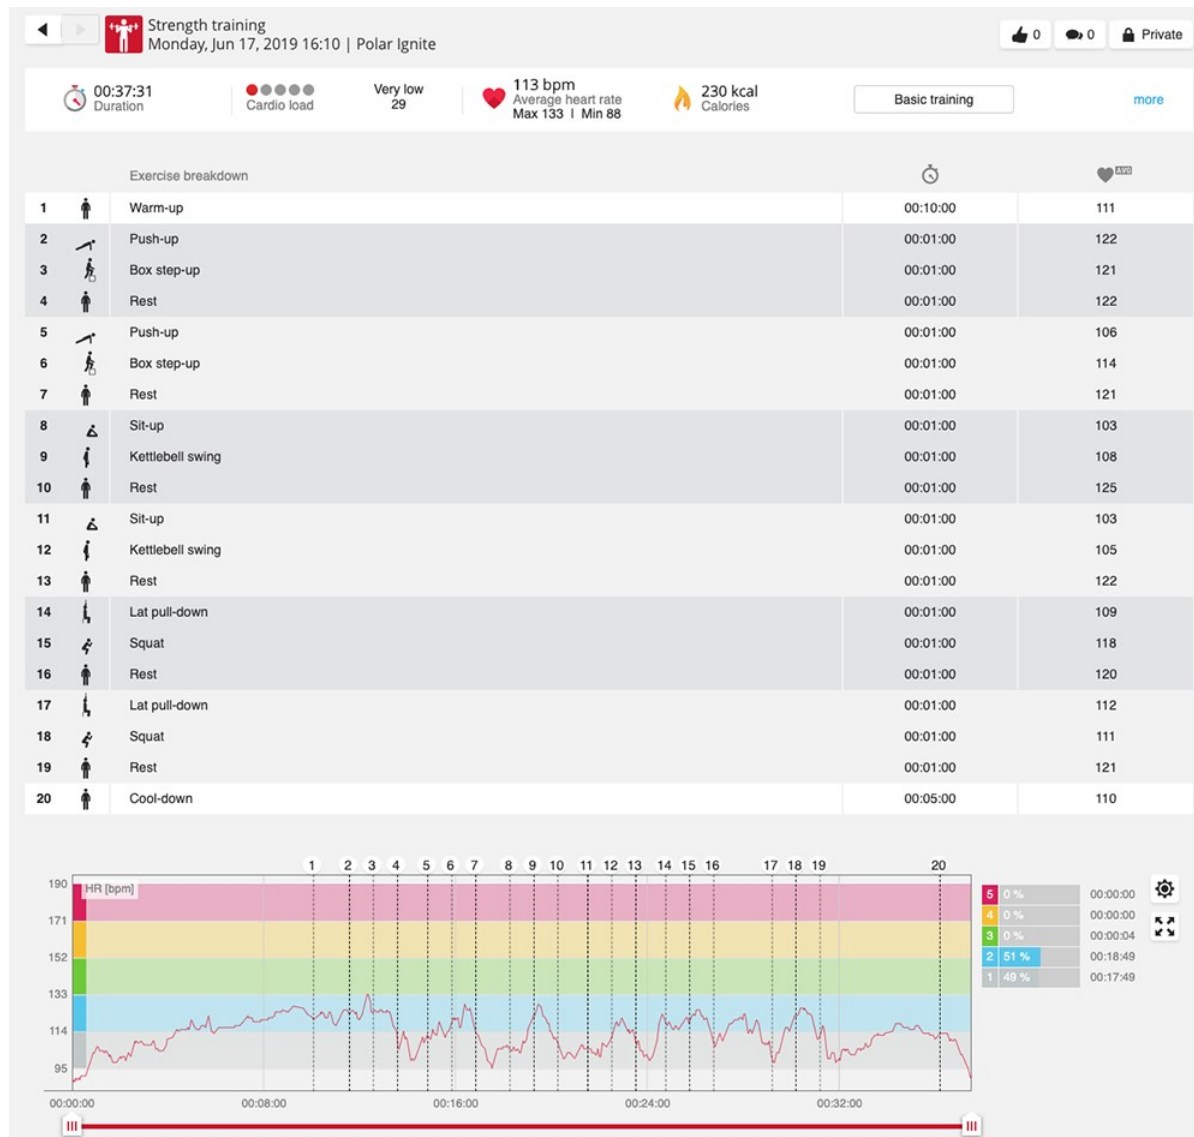 Strength training
Monday, Jun 17, 2019 16:10 | Polar Ignite
0 0 Private
00:37:31
Duration
Cardio load
Very low
29
113 bpm
Average heart rate
Max 133 | Min 88
230 kcal
Calories
Basic training
more
Exercise breakdown AVG
1 Warm-up 00:10:00 111
2 Push-up 00:01:00 122
3 Box step-up 00:01:00 121
4 Rest 00:01:00 122
5 Push-up 00:01:00 106
6 Box step-up 00:01:00 114
7 Rest 00:01:00 121
8 Sit-up 00:01:00 103
9 Kettlebell swing 00:01:00 108
10 Rest 00:01:00 125
11 Sit-up 00:01:00 103
12 Kettlebell swing 00:01:00 105
13 Rest 00:01:00 122
14 Lat pull-down 00:01:00 109
15 Squat 00:01:00 118
16 Rest 00:01:00 120
17 Lat pull-down 00:01:00 112
18 Squat 00:01:00 111
19 Rest 00:01:00 121
20 Cool-down 00:05:00 110
1 2 3 4 5 6 7 8 9 10 11 12 13 14 15 16 17 18 19 20
HR [bpm]
190
171
152
133
114
95
00:00:00 00:08:00 00:16:00 00:24:00 00:32:00
5 0 % 00:00:00
4 0 % 00:00:00
3 0 % 00:00:04
2 51 % 00:18:49
1 49 % 00:17:49